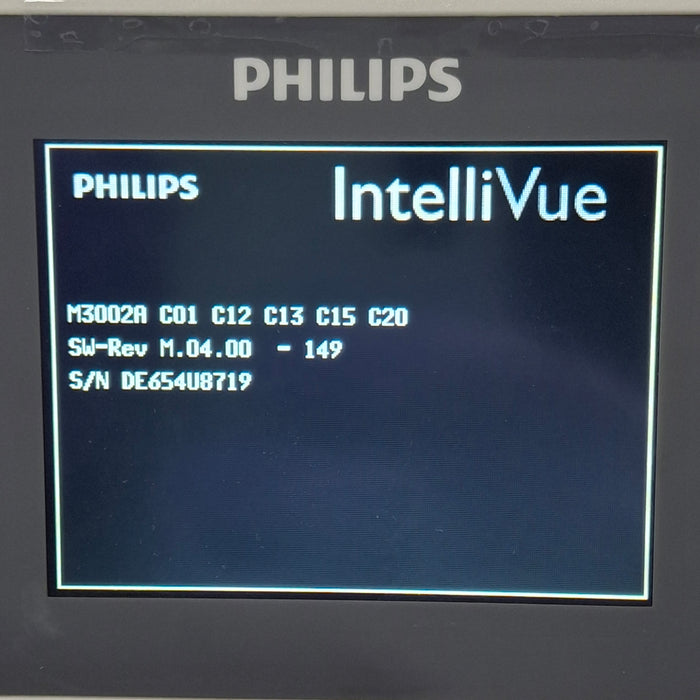 PHILIPS
PHILIPS IntelliVue
M3002A C01 C12 C13 C15 C20
SW-Rev M.04.00 - 149
S/N DE654U8719